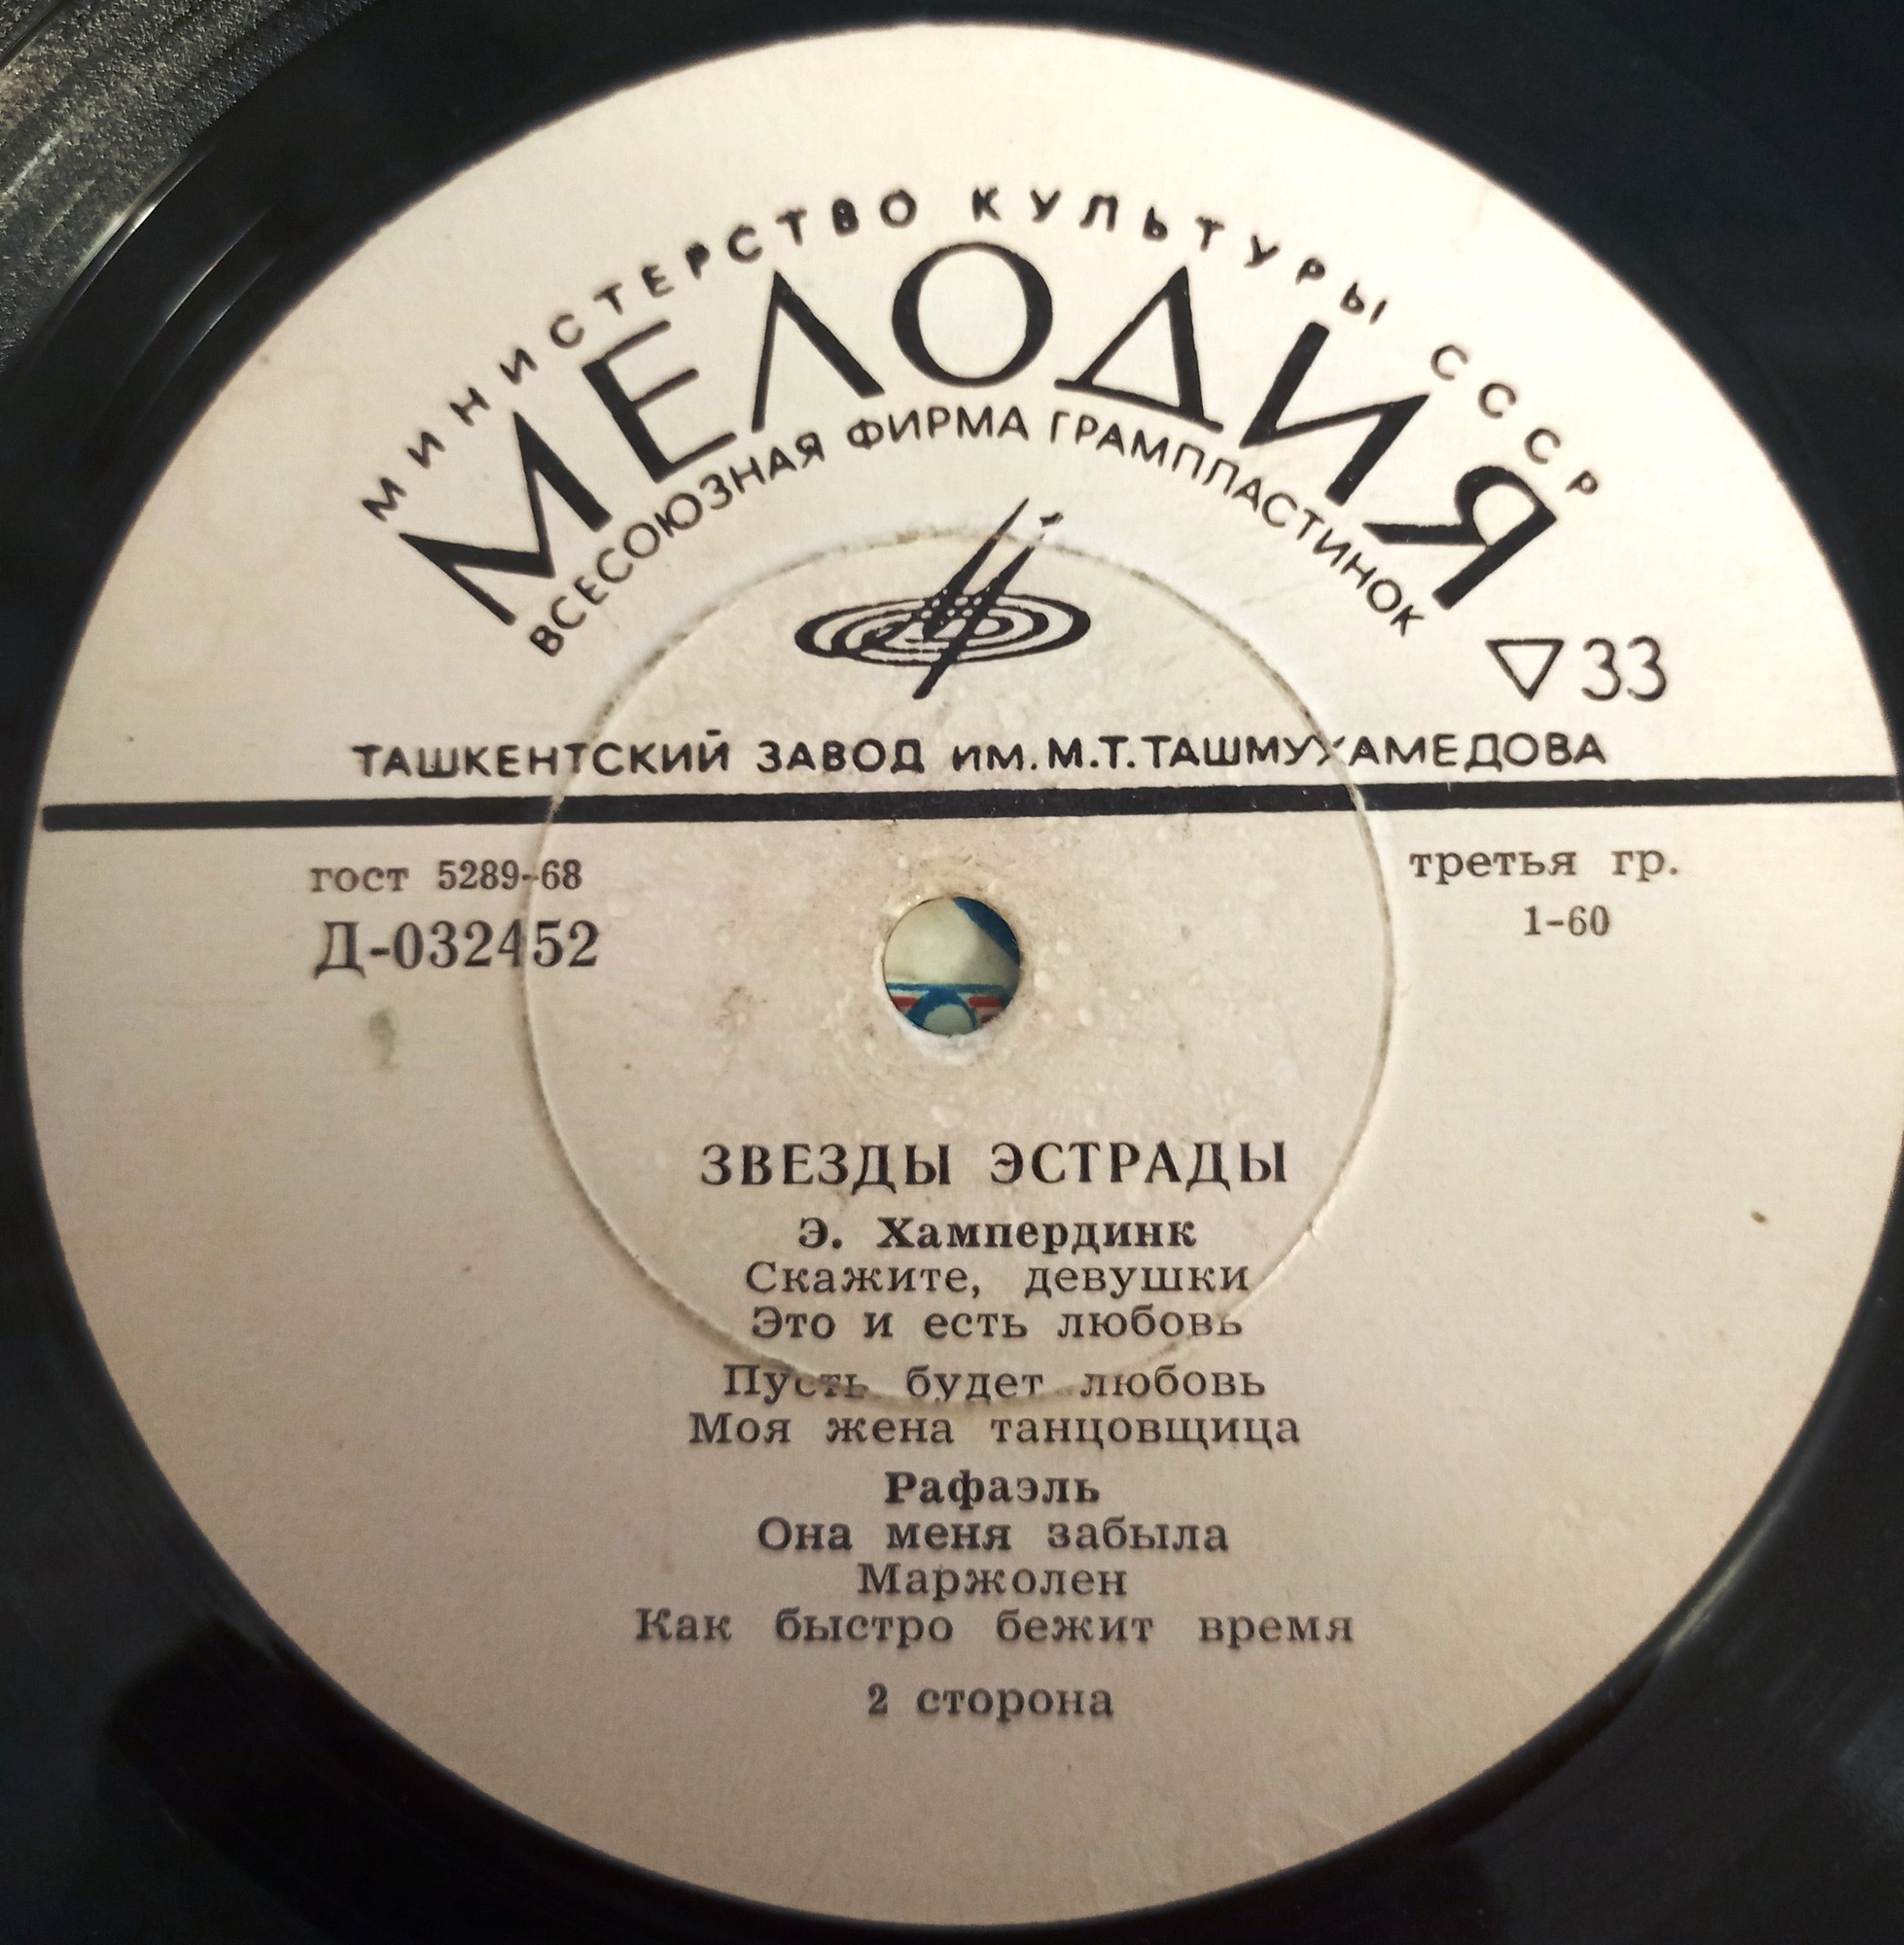 МИНИСТЕРСТВО КУЛЬТУРЫ СССР
МЕЛОДИЯ
ВСЕСОЮЗНАЯ ФИРМА ГРАМПЛАСТИНОК
33
ТАШКЕНТСКИЙ ЗАВОД им. М.Т. ТАШМУХАМЕДОВА
гост 5289-68
третья гр.
Д-032452
1-60
ЗВЕЗДЫ ЭСТРАДЫ
Э. Хампердинк
Скажите, девушки
Это и есть любовь
Пусть будет любовь
Моя жена танцовщица
Рафаэль
Она меня забыла
Маржолен
Как быстро бежит время
2 сторона